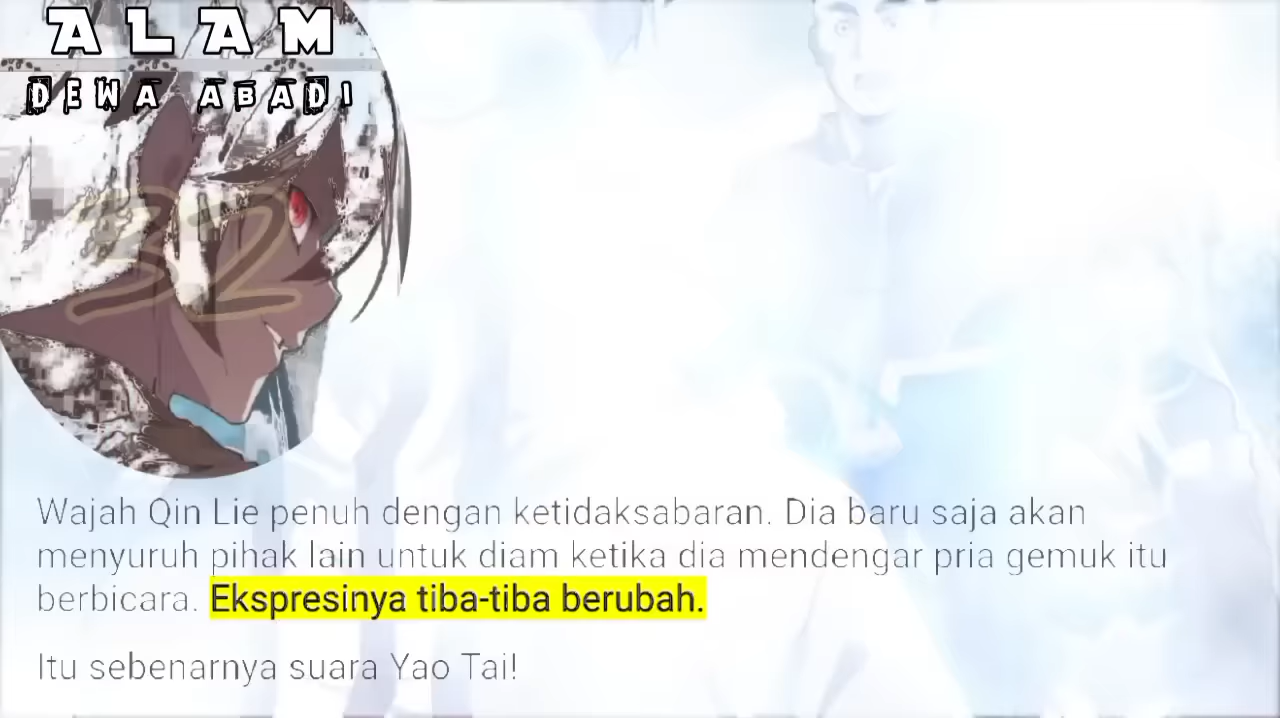 ALAM
DEWA ABADI
32
Wajah Qin Lie penuh dengan ketidaksabaran. Dia baru saja akan
menyuruh pihak lain untuk diam ketika dia mendengar pria gemuk itu
berbicara. Ekspresinya tiba-tiba berubah.
Itu sebenarnya suara Yao Tai!